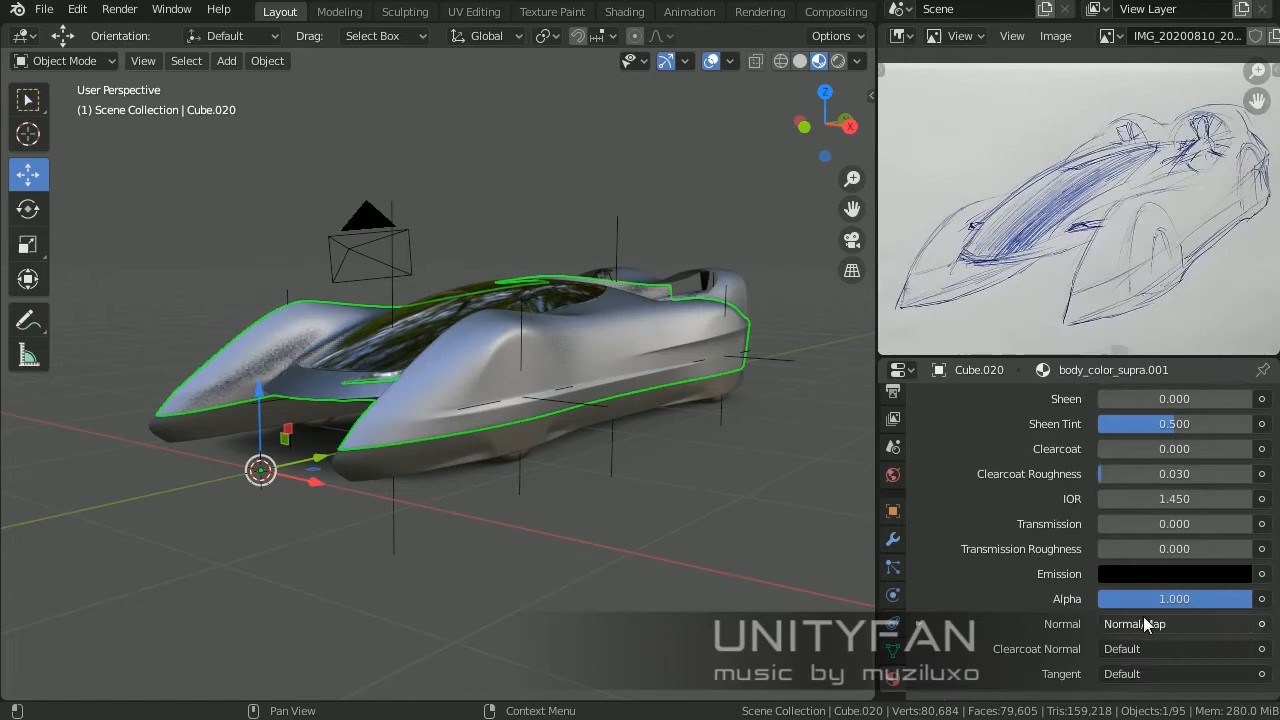 File Edit Render Window Help
Layout Modeling Sculpting UV Editing Texture Paint Shading Animation Rendering Compositing
Scene View Layer
Orientation: Default Drag: Select Box Global Options
View View Image IMG_20200810_20...
Object Mode View Select Add Object
User Perspective
(1) Scene Collection | Cube.020
Z
X
Cube.020 body_color_supra.001
Sheen 0.000
Sheen Tint 0.500
Clearcoat 0.000
Clearcoat Roughness 0.030
IOR 1.450
Transmission 0.000
Transmission Roughness 0.000
Emission
Alpha 1.000
Normal
Clearcoat Normal Default
Tangent Default
UNITYFAN
music by muziluxo
Pan View Context Menu Scene Collection | Cube.020 | Verts:80,684 | Faces:79,605 | Tris:159,218 | Objects:1/95 | Mem: 280.0 MiB